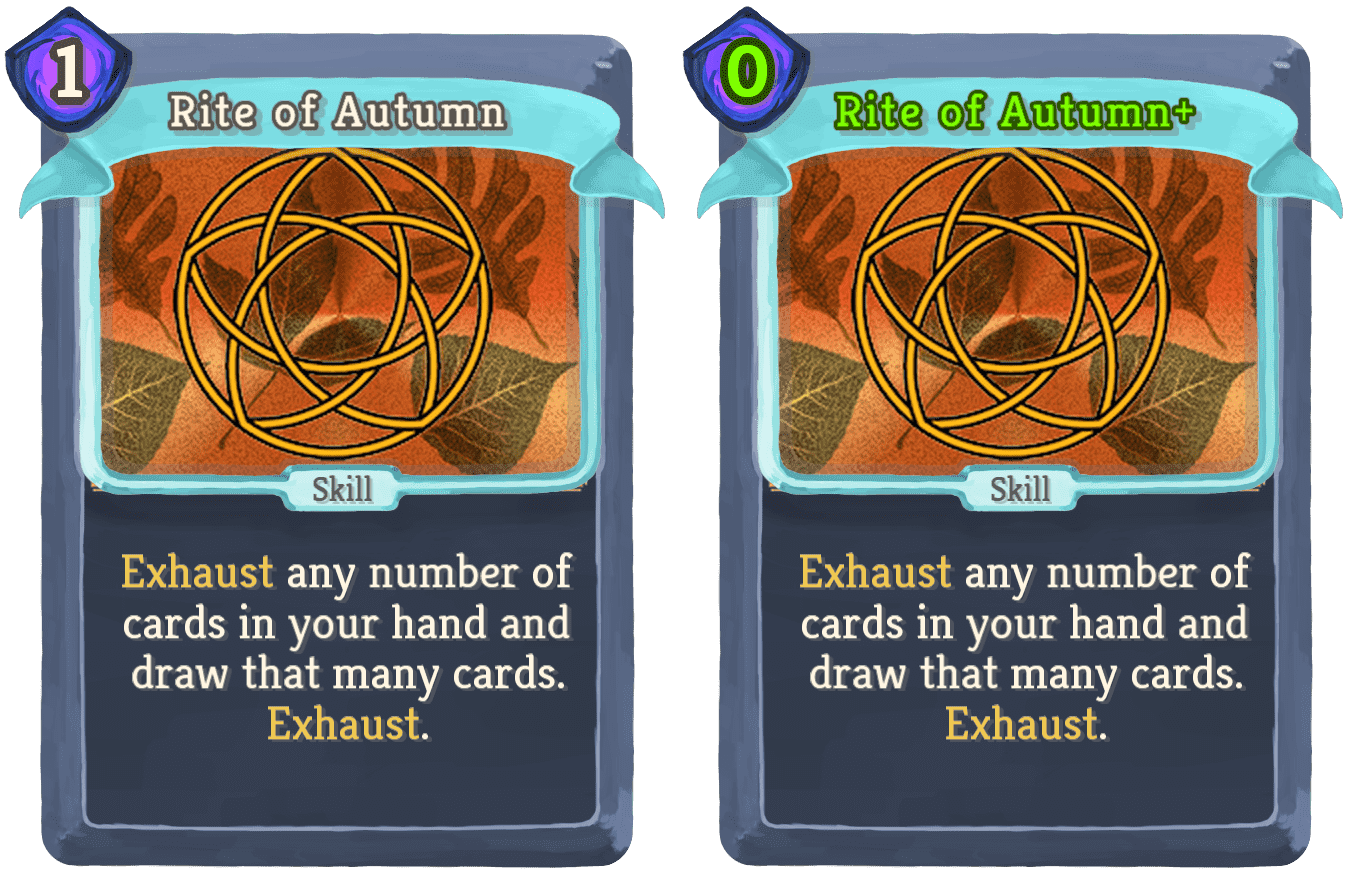 1
Rite of Autumn
Skill
Exhaust any number of
cards in your hand and
draw that many cards.
Exhaust.
0
Rite of Autumn+
Skill
Exhaust any number of
cards in your hand and
draw that many cards.
Exhaust.